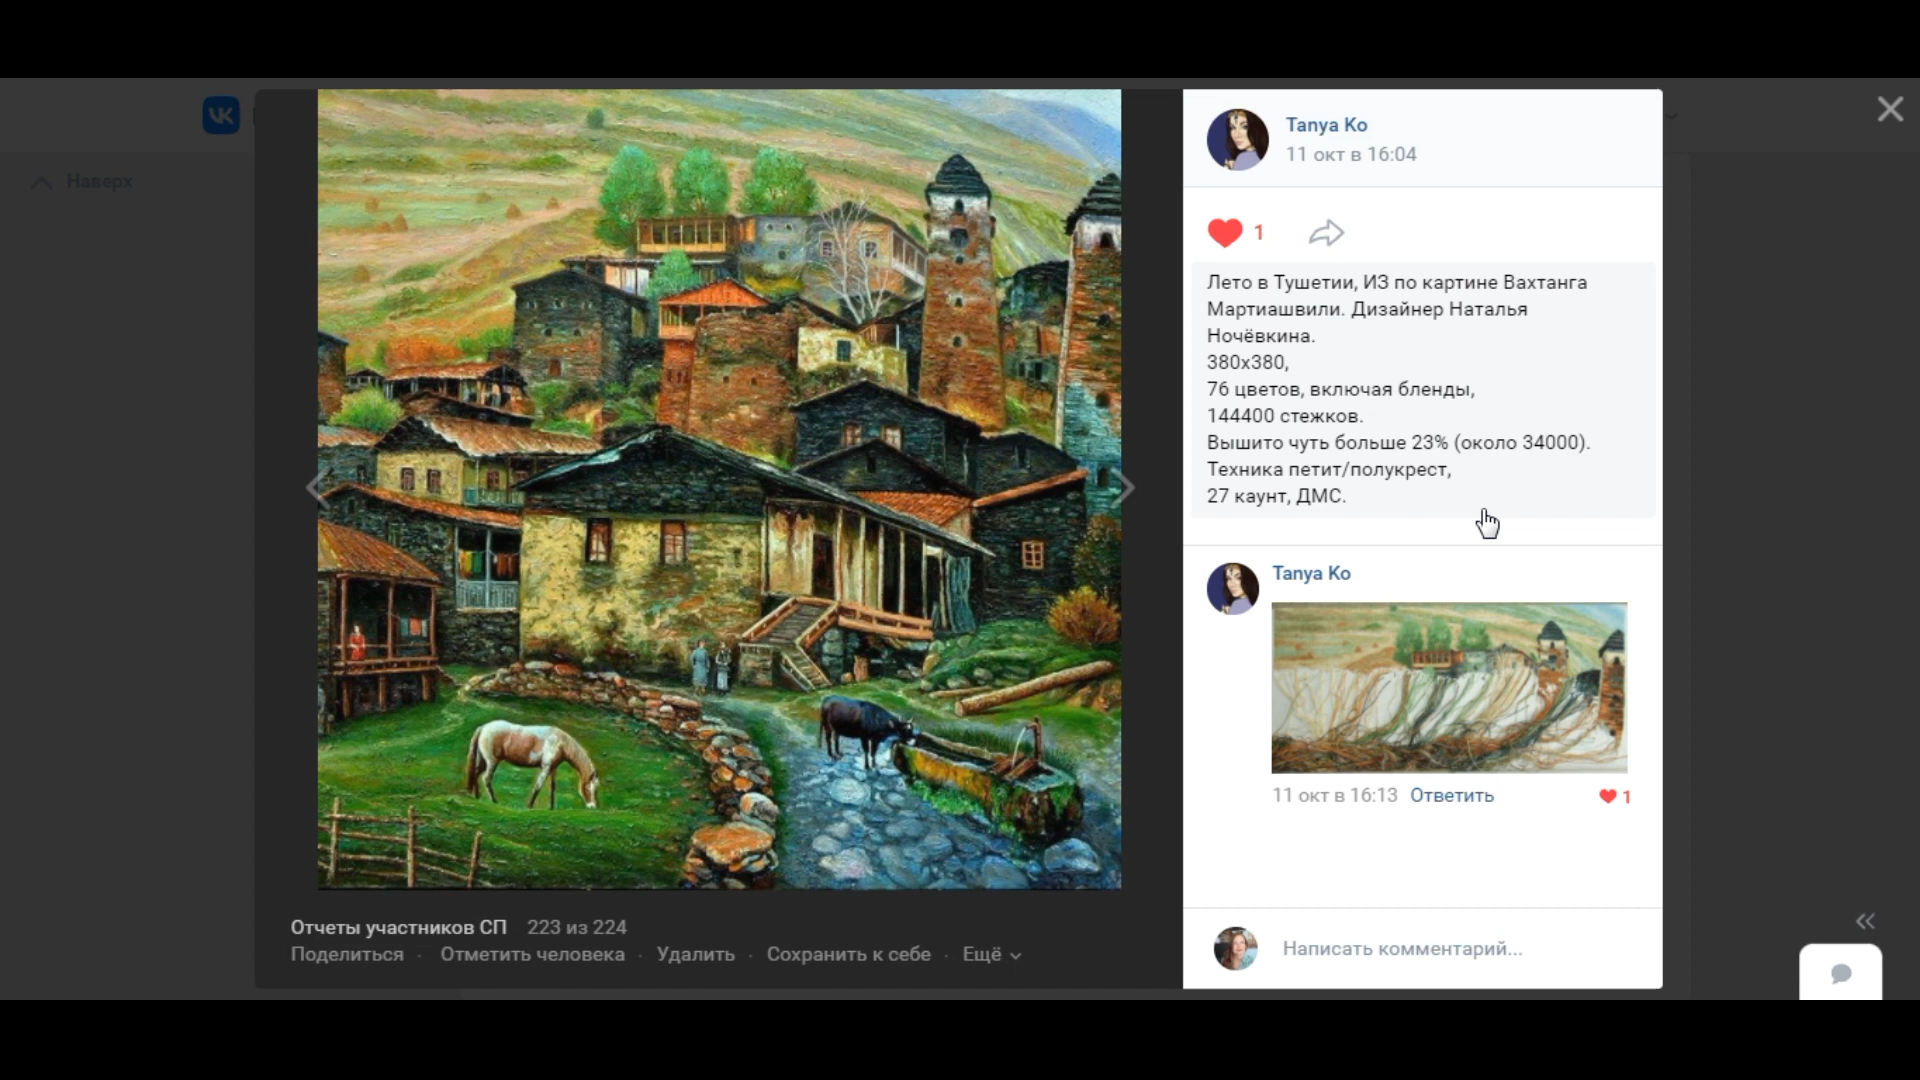 Наверх
Tanya Ko
11 окт в 16:04
1
Лето в Тушетии, ИЗ по картине Вахтанга
Мартиашвили. Дизайнер Наталья
Ночёвкина.
380х380,
76 цветов, включая бленды,
144400 стежков.
Вышито чуть больше 23% (около 34000).
Техника петит/полукрест,
27 каунт, ДМС.
Tanya Ko
11 окт в 16:13 Ответить 1
Отчеты участников СП 223 из 224
Поделиться · Отметить человека · Удалить · Сохранить к себе · Ещё
Написать комментарий...